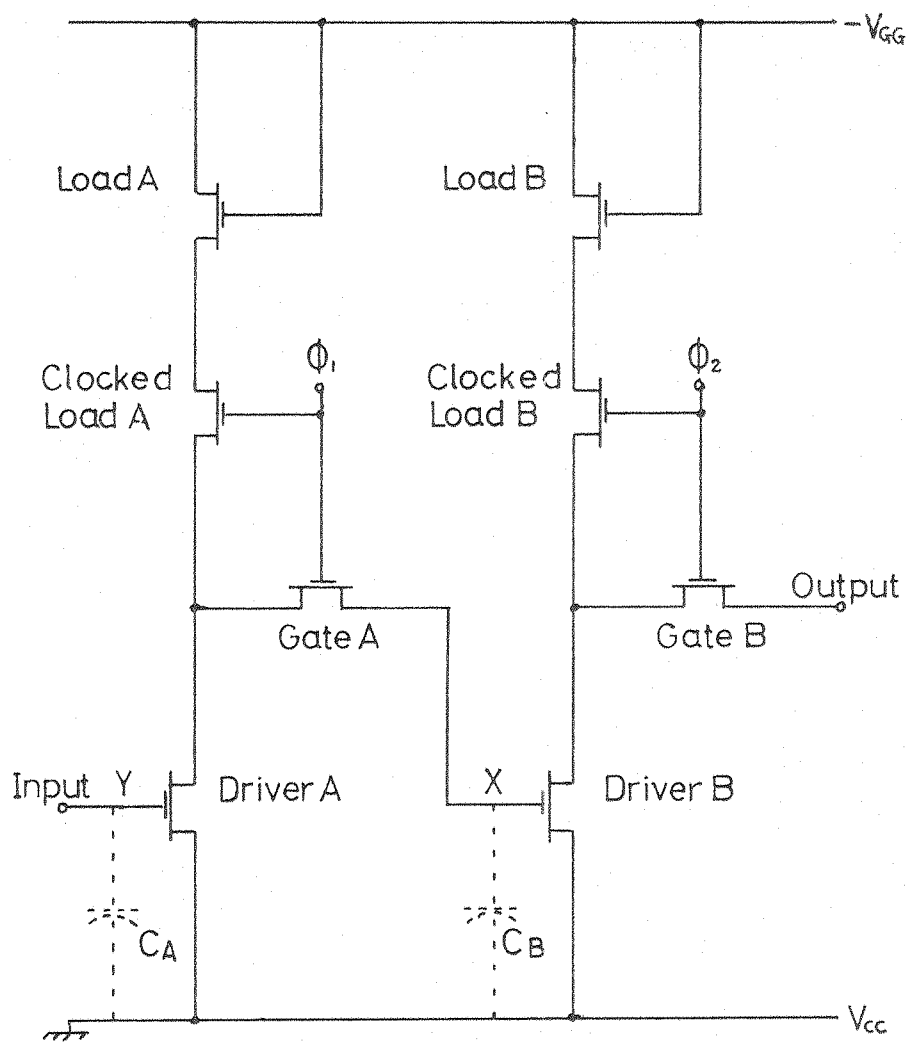 −VGG
Load A
Load B
ϕ1
ϕ2
Clocked
Load A
Clocked
Load B
Output
Gate A
Gate B
Input
Y
Driver A
X
Driver B
CA
CB
VCC